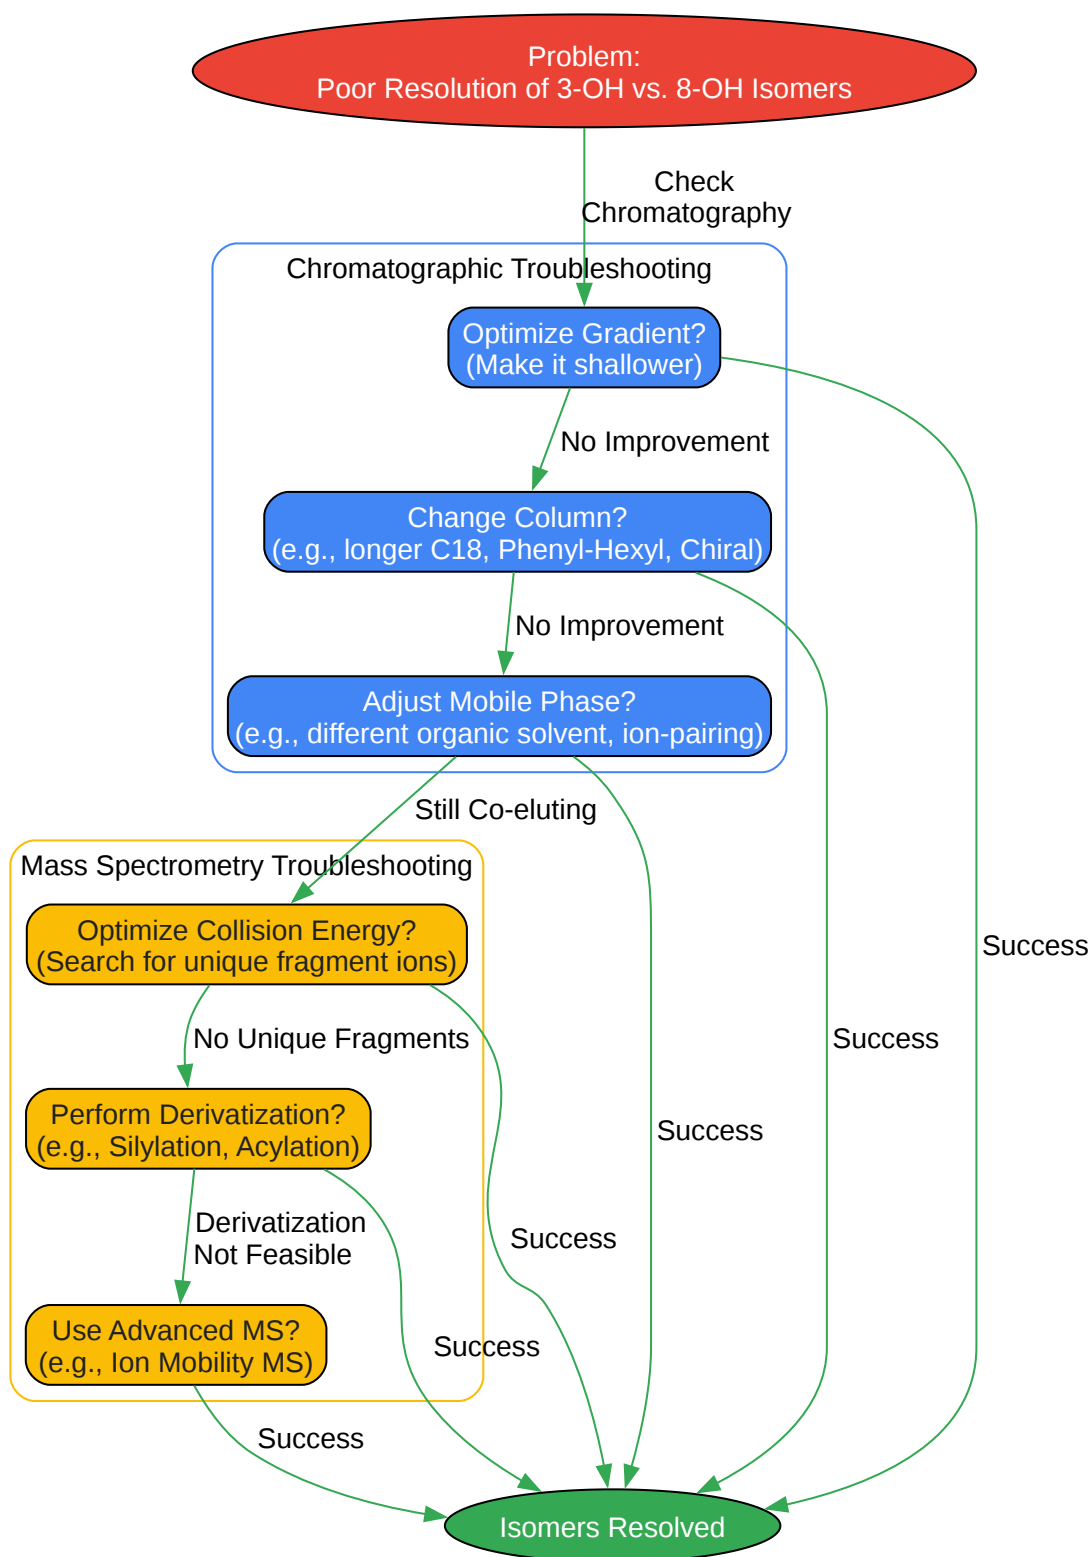 Problem:
Poor Resolution of 3-OH vs. 8-OH Isomers
Check
Chromatography
Chromatographic Troubleshooting
Optimize Gradient?
(Make it shallower)
No Improvement
Change Column?
(e.g., longer C18, Phenyl-Hexyl, Chiral)
No Improvement
Adjust Mobile Phase?
(e.g., different organic solvent, ion-pairing)
Still Co-eluting
Mass Spectrometry Troubleshooting
Optimize Collision Energy?
(Search for unique fragment ions)
Success
No Unique Fragments
Success
Perform Derivatization?
(e.g., Silylation, Acylation)
Success
Derivatization
Not Feasible
Success
Use Advanced MS?
(e.g., Ion Mobility MS)
Success
Success
Isomers Resolved